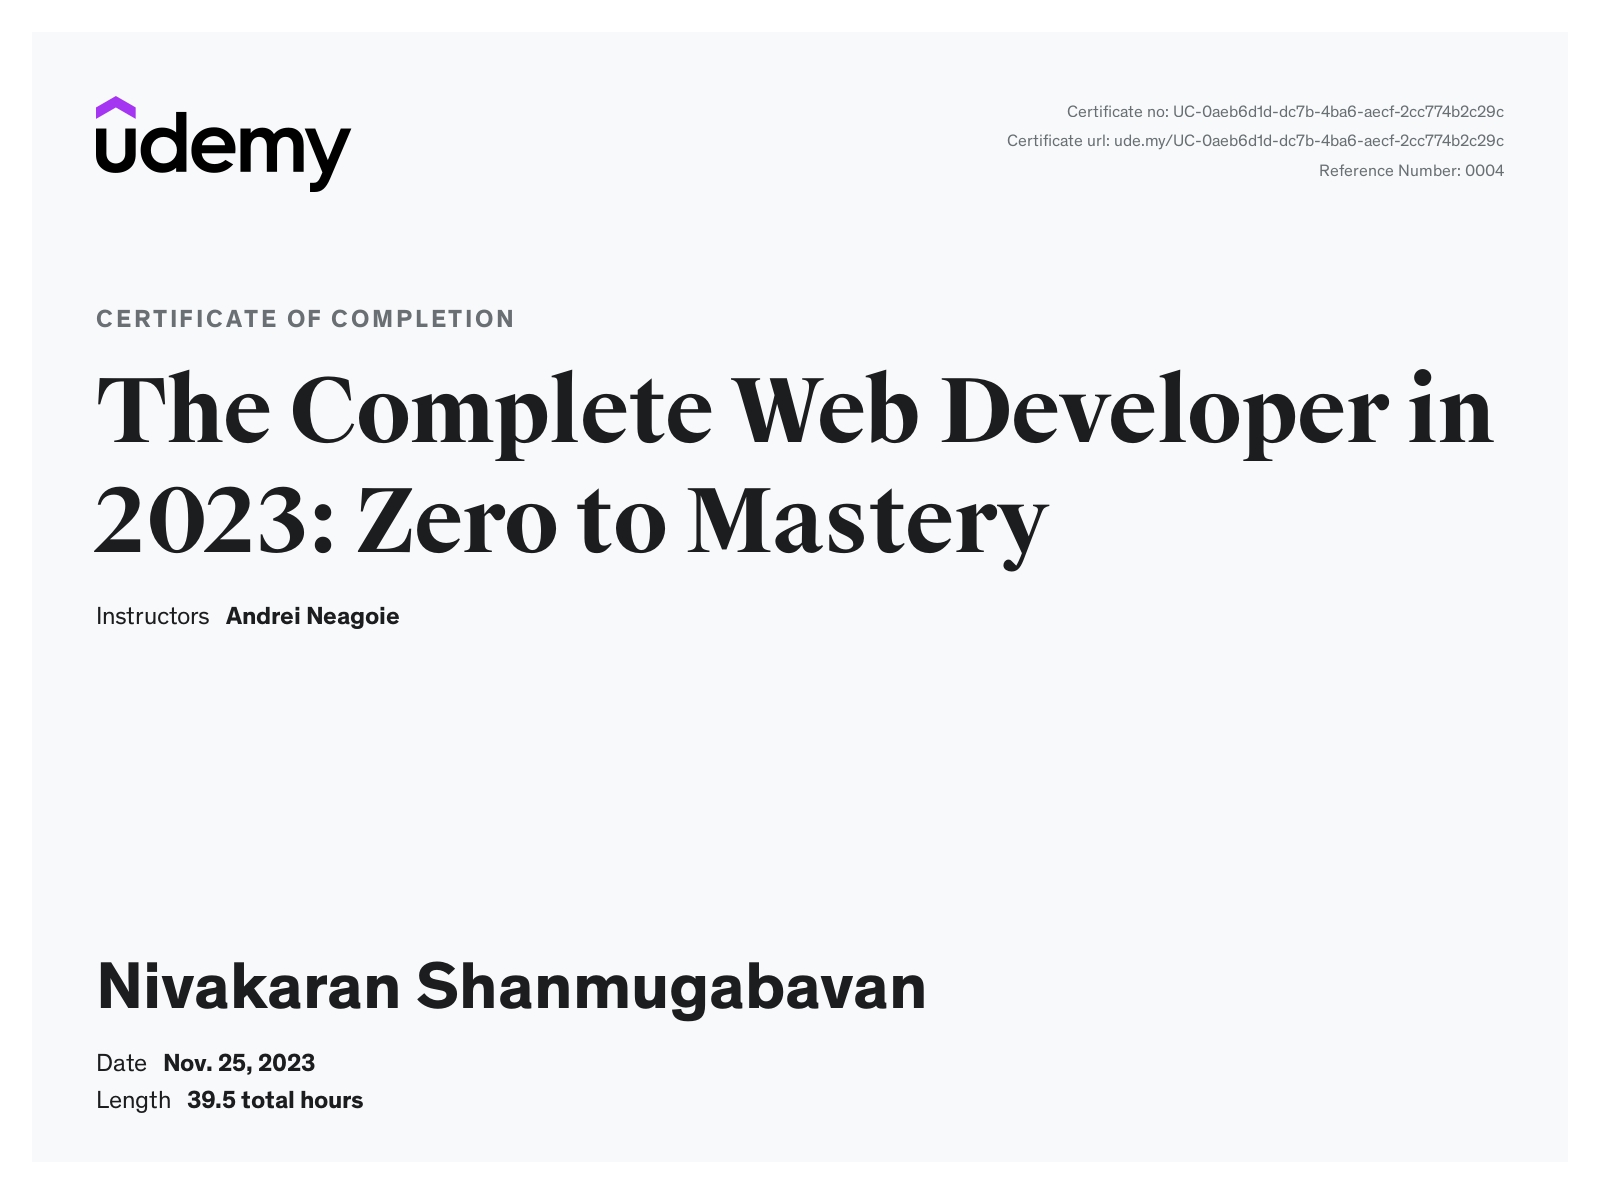 udemy
Certificate no: UC-0aeb6d1d-dc7b-4ba6-aecf-2cc774b2c29c
Certificate url: ude.my/UC-0aeb6d1d-dc7b-4ba6-aecf-2cc774b2c29c
Reference Number: 0004
CERTIFICATE OF COMPLETION
The Complete Web Developer in
2023: Zero to Mastery
Instructors Andrei Neagoie
Nivakaran Shanmugabavan
Date Nov. 25, 2023
Length 39.5 total hours